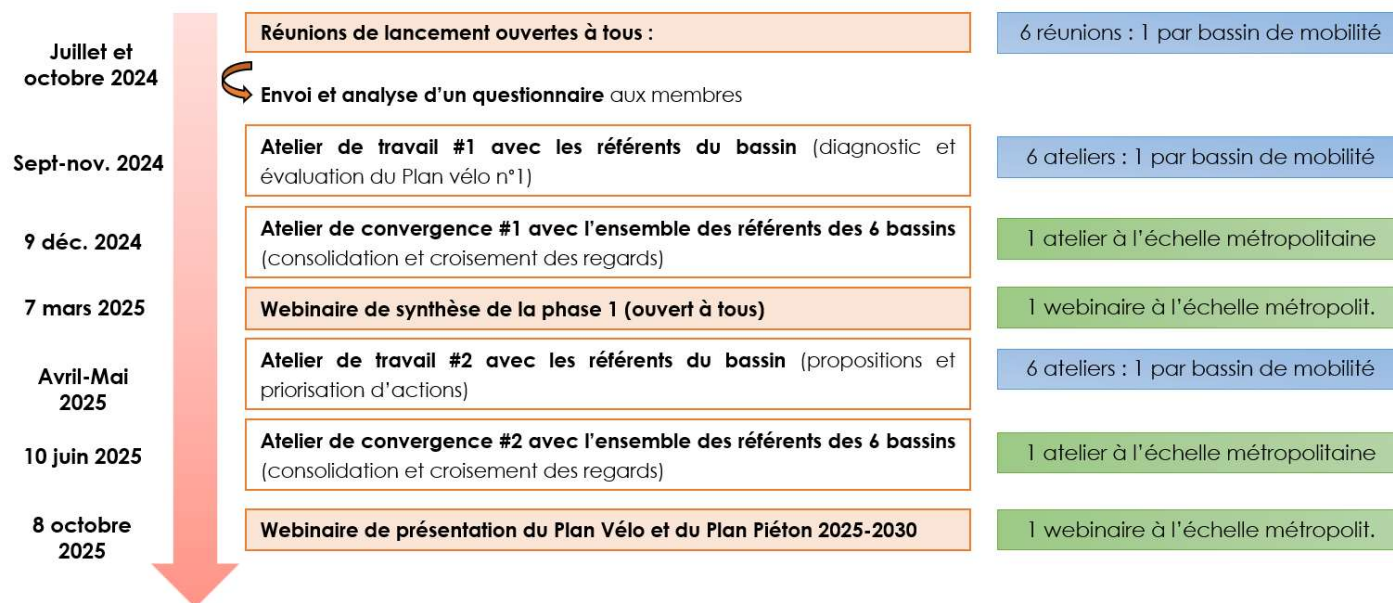 Juillet et
octobre 2024
Réunions de lancement ouvertes à tous :
6 réunions : 1 par bassin de mobilité
Envoi et analyse d’un questionnaire aux membres
Sept-nov. 2024
Atelier de travail #1 avec les référents du bassin (diagnostic et
évaluation du Plan vélo n°1)
6 ateliers : 1 par bassin de mobilité
9 déc. 2024
Atelier de convergence #1 avec l’ensemble des référents des 6 bassins
(consolidation et croisement des regards)
1 atelier à l’échelle métropolitaine
7 mars 2025
Webinaire de synthèse de la phase 1 (ouvert à tous)
1 webinaire à l’échelle métropolit.
Avril-Mai
2025
Atelier de travail #2 avec les référents du bassin (propositions et
priorisation d’actions)
6 ateliers : 1 par bassin de mobilité
10 juin 2025
Atelier de convergence #2 avec l’ensemble des référents des 6 bassins
(consolidation et croisement des regards)
1 atelier à l’échelle métropolitaine
8 octobre
2025
Webinaire de présentation du Plan Vélo et du Plan Piéton 2025-2030
1 webinaire à l’échelle métropolit.